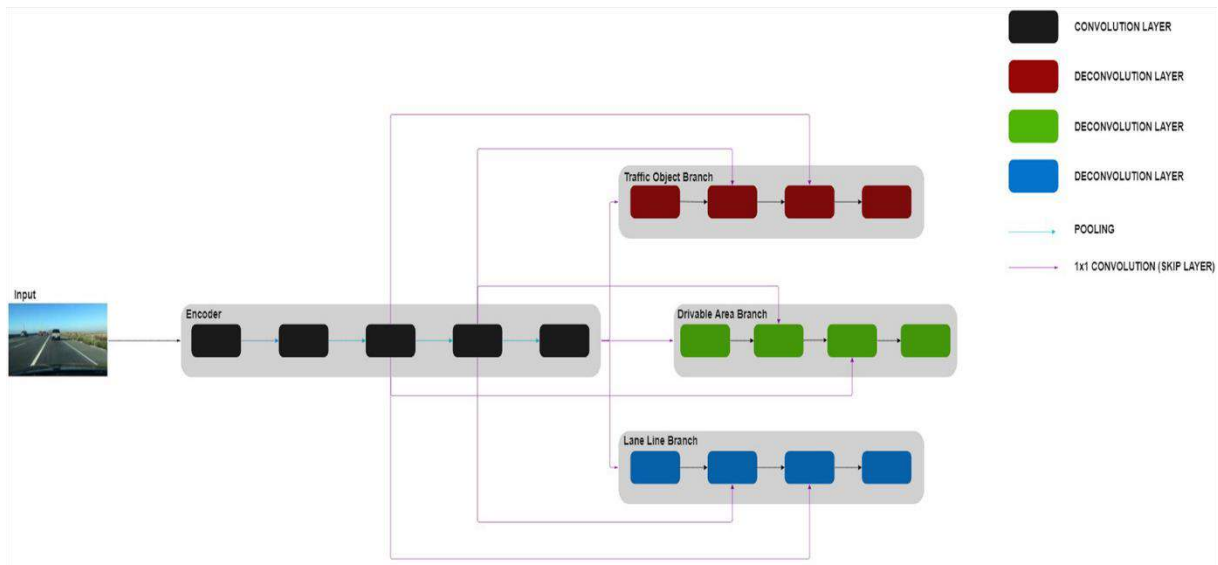 CONVOLUTION LAYER
DECONVOLUTION LAYER
DECONVOLUTION LAYER
DECONVOLUTION LAYER
POOLING
1x1 CONVOLUTION (SKIP LAYER)
Traffic Object Branch
Input
Encoder
Drivable Area Branch
Lane Line Branch